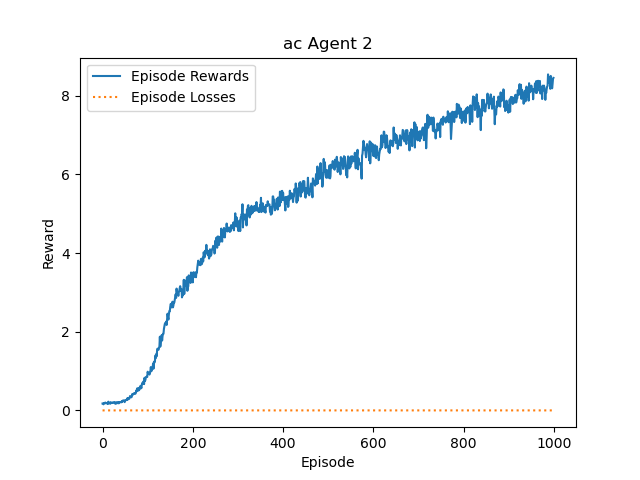 ac Agent 2
Episode Rewards
Episode Losses
Reward
8
6
4
2
0
0 200 400 600 800 1000
Episode